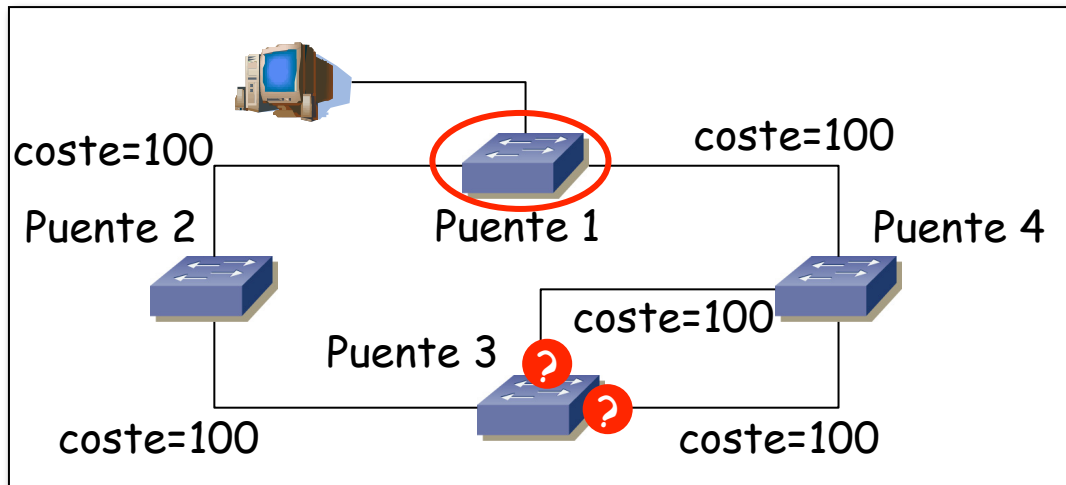 coste=100
coste=100
Puente 2
Puente 1
Puente 4
coste=100
Puente 3
?
?
coste=100
coste=100